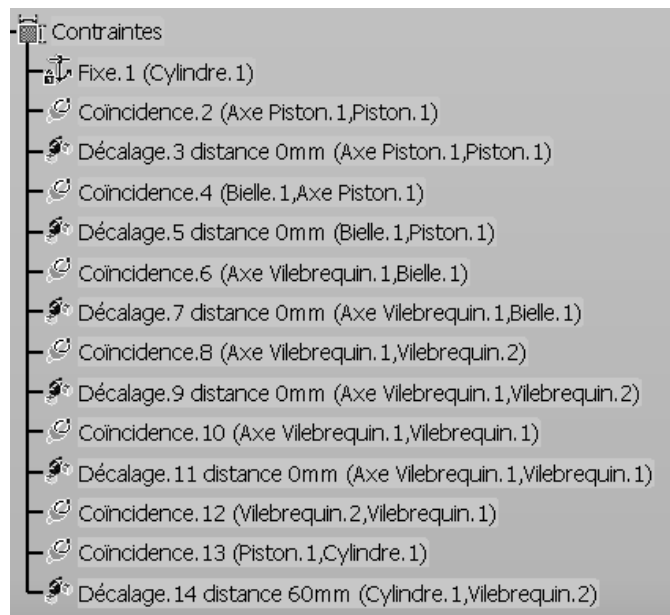 Contraintes
Fixe.1 (Cylindre.1)
Coïncidence.2 (Axe Piston.1,Piston.1)
Décalage.3 distance 0mm (Axe Piston.1,Piston.1)
Coïncidence.4 (Bielle.1,Axe Piston.1)
Décalage.5 distance 0mm (Bielle.1,Piston.1)
Coïncidence.6 (Axe Vilebrequin.1,Bielle.1)
Décalage.7 distance 0mm (Axe Vilebrequin.1,Bielle.1)
Coïncidence.8 (Axe Vilebrequin.1,Vilebrequin.2)
Décalage.9 distance 0mm (Axe Vilebrequin.1,Vilebrequin.2)
Coïncidence.10 (Axe Vilebrequin.1,Vilebrequin.1)
Décalage.11 distance 0mm (Axe Vilebrequin.1,Vilebrequin.1)
Coïncidence.12 (Vilebrequin.2,Vilebrequin.1)
Coïncidence.13 (Piston.1,Cylindre.1)
Décalage.14 distance 60mm (Cylindre.1,Vilebrequin.2)